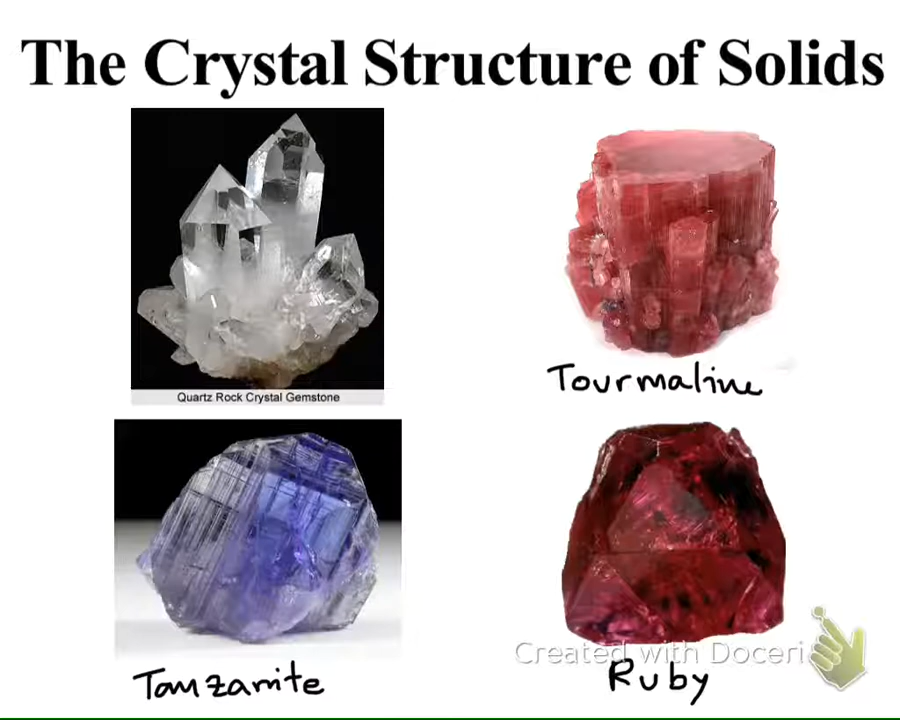 The Crystal Structure of Solids
Quartz Rock Crystal Gemstone
Tourmaline
Tanzanite
Created with Doceri
Ruby